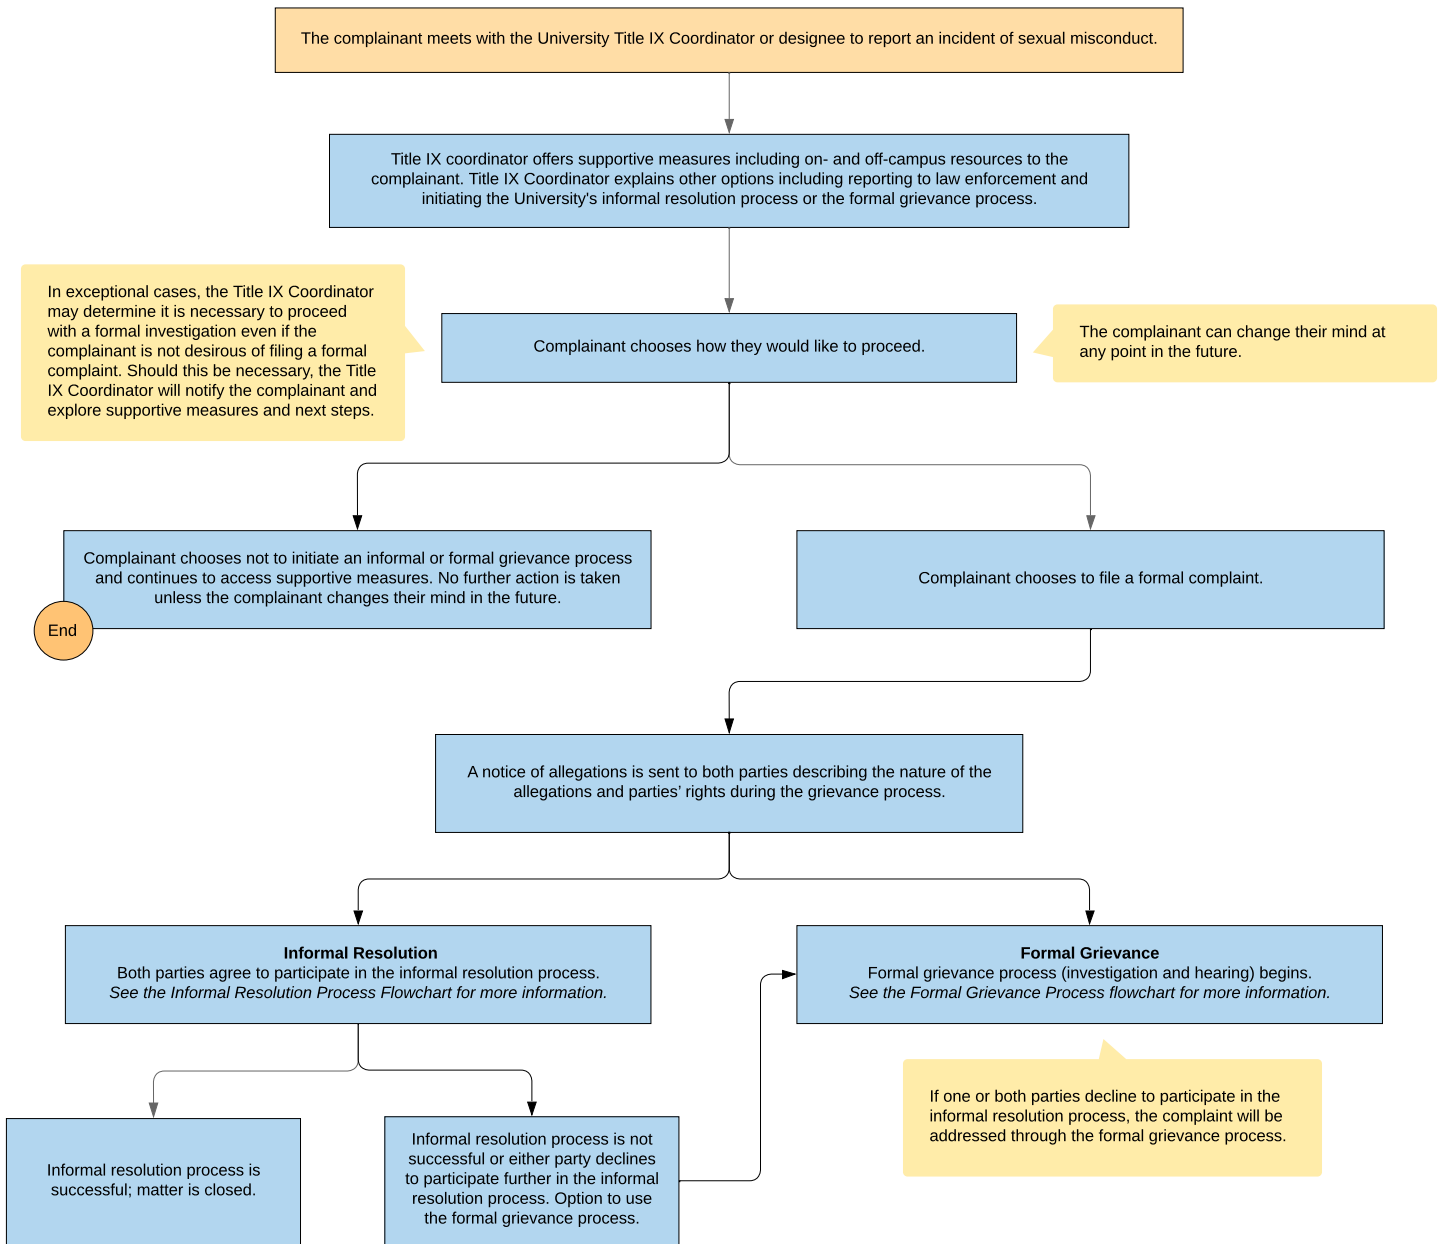 The complainant meets with the University Title IX Coordinator or designee to report an incident of sexual misconduct.
Title IX coordinator offers supportive measures including on- and off-campus resources to the
complainant. Title IX Coordinator explains other options including reporting to law enforcement and
initiating the University's informal resolution process or the formal grievance process.
In exceptional cases, the Title IX Coordinator
may determine it is necessary to proceed
with a formal investigation even if the
complainant is not desirous of filing a formal
complaint. Should this be necessary, the Title
IX Coordinator will notify the complainant and
explore supportive measures and next steps.
Complainant chooses how they would like to proceed.
The complainant can change their mind at
any point in the future.
Complainant chooses not to initiate an informal or formal grievance process
and continues to access supportive measures. No further action is taken
unless the complainant changes their mind in the future.
End
Complainant chooses to file a formal complaint.
A notice of allegations is sent to both parties describing the nature of the
allegations and parties’ rights during the grievance process.
Informal Resolution
Both parties agree to participate in the informal resolution process.
See the Informal Resolution Process Flowchart for more information.
Formal Grievance
Formal grievance process (investigation and hearing) begins.
See the Formal Grievance Process flowchart for more information.
If one or both parties decline to participate in the
informal resolution process, the complaint will be
addressed through the formal grievance process.
Informal resolution process is
successful; matter is closed.
Informal resolution process is not
successful or either party declines
to participate further in the informal
resolution process. Option to use
the formal grievance process.